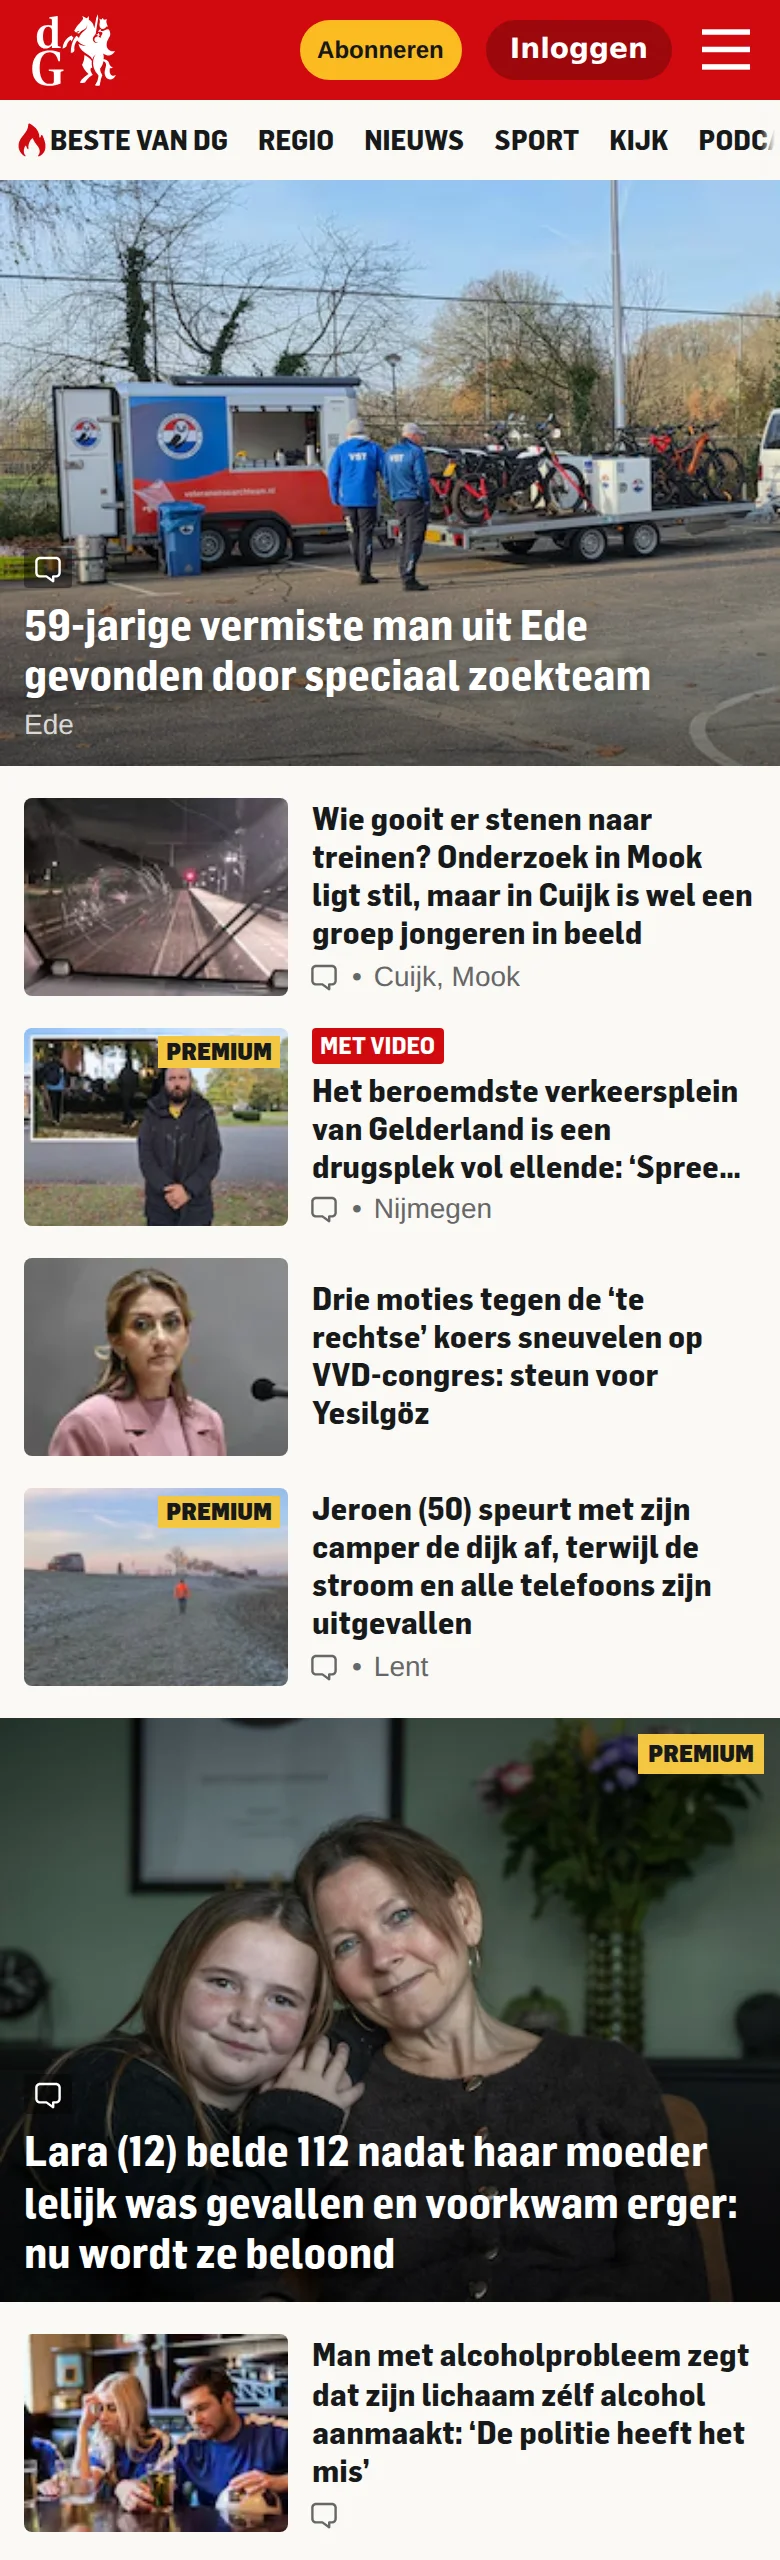 dG
Abonneren
Inloggen
BESTE VAN DG
REGIO
NIEUWS
SPORT
KIJK
PODCA
VST
VST
veteranensearchteam.nl
59-jarige vermiste man uit Ede
gevonden door speciaal zoekteam
Ede
Wie gooit er stenen naar
treinen? Onderzoek in Mook
ligt stil, maar in Cuijk is wel een
groep jongeren in beeld
• Cuijk, Mook
PREMIUM
MET VIDEO
Het beroemdste verkeersplein
van Gelderland is een
drugsplek vol ellende: ‘Spree...
• Nijmegen
Drie moties tegen de ‘te
rechtse’ koers sneuvelen op
VVD-congres: steun voor
Yesilgöz
PREMIUM
Jeroen (50) speurt met zijn
camper de dijk af, terwijl de
stroom en alle telefoons zijn
uitgevallen
• Lent
PREMIUM
Lara (12) belde 112 nadat haar moeder
lelijk was gevallen en voorkwam erger:
nu wordt ze beloond
Man met alcoholprobleem zegt
dat zijn lichaam zélf alcohol
aanmaakt: ‘De politie heeft het
mis’